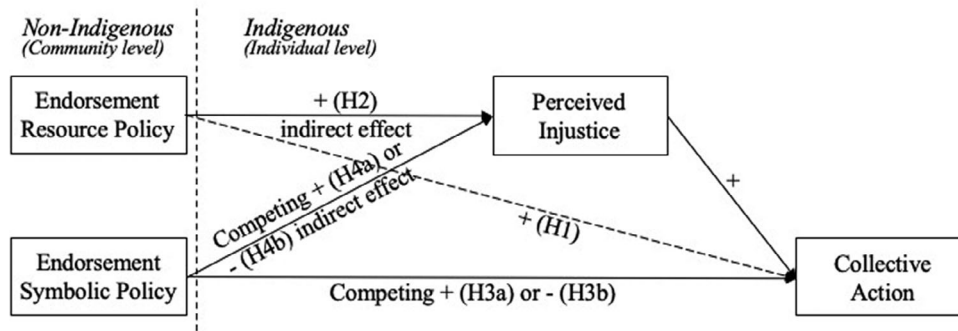 Non-Indigenous
(Community level)
Indigenous
(Individual level)
Endorsement
Resource Policy
+ (H2)
indirect effect
Perceived
Injustice
Competing + (H4a) or
- (H4b) indirect effect
+ (H1)
+
Endorsement
Symbolic Policy
Competing + (H3a) or - (H3b)
Collective
Action